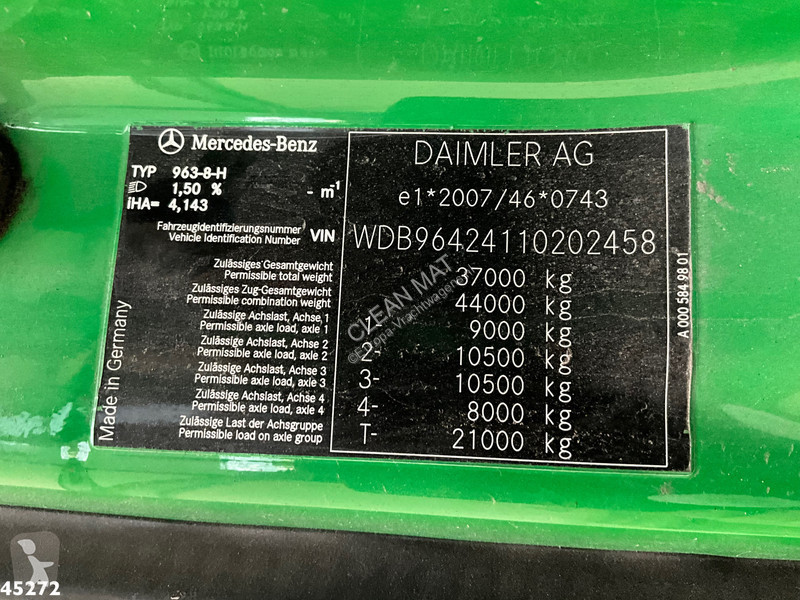 Mercedes-Benz
TYP 963-8-H
1,50 % - m⁻¹
iHA= 4,143
Fahrzeugidentifizierungsnummer
Vehicle Identification Number VIN
Zulässiges Gesamtgewicht
Permissible total weight
Zulässiges Zug-Gesamtgewicht
Permissible combination weight
Zulässige Achslast, Achse 1
Permissible axle load, axle 1
Zulässige Achslast, Achse 2
Permissible axle load, axle 2
Zulässige Achslast, Achse 3
Permissible axle load, axle 3
Zulässige Achslast, Achse 4
Permissible axle load, axle 4
Zulässige Last der Achsgruppe
Permissible load on axle group
Made in Germany
DAIMLER AG
e1*2007/46*0743
WDB96424110202458
37000 kg
44000 kg
1- 9000 kg
2- 10500 kg
3- 10500 kg
4- 8000 kg
T- 21000 kg
A 000 584 98 01
CLEAN MAT
45272